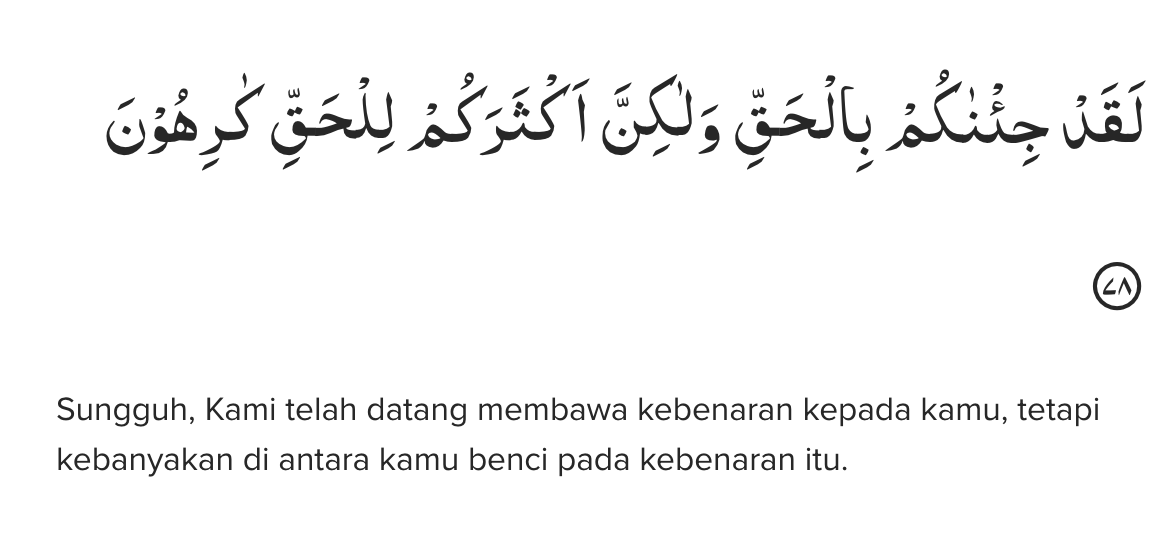 لَقَدْ جِئْنٰكُمْ بِالْحَقِّ وَلٰكِنَّ اَكْثَرَكُمْ لِلْحَقِّ كٰرِهُوْنَ
٧٨
Sungguh, Kami telah datang membawa kebenaran kepada kamu, tetapi
kebanyakan di antara kamu benci pada kebenaran itu.